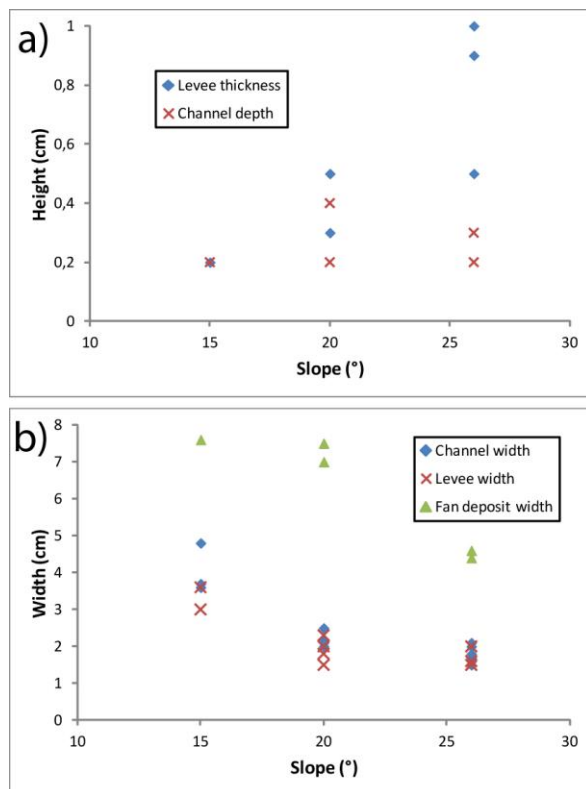 a)
1
0,8
0,6
0,4
0,2
0
Height (cm)
Levee thickness
Channel depth
10 15 20 25 30
Slope (°)
b)
8
7
6
5
4
3
2
1
0
Width (cm)
Channel width
Levee width
Fan deposit width
10 15 20 25 30
Slope (°)